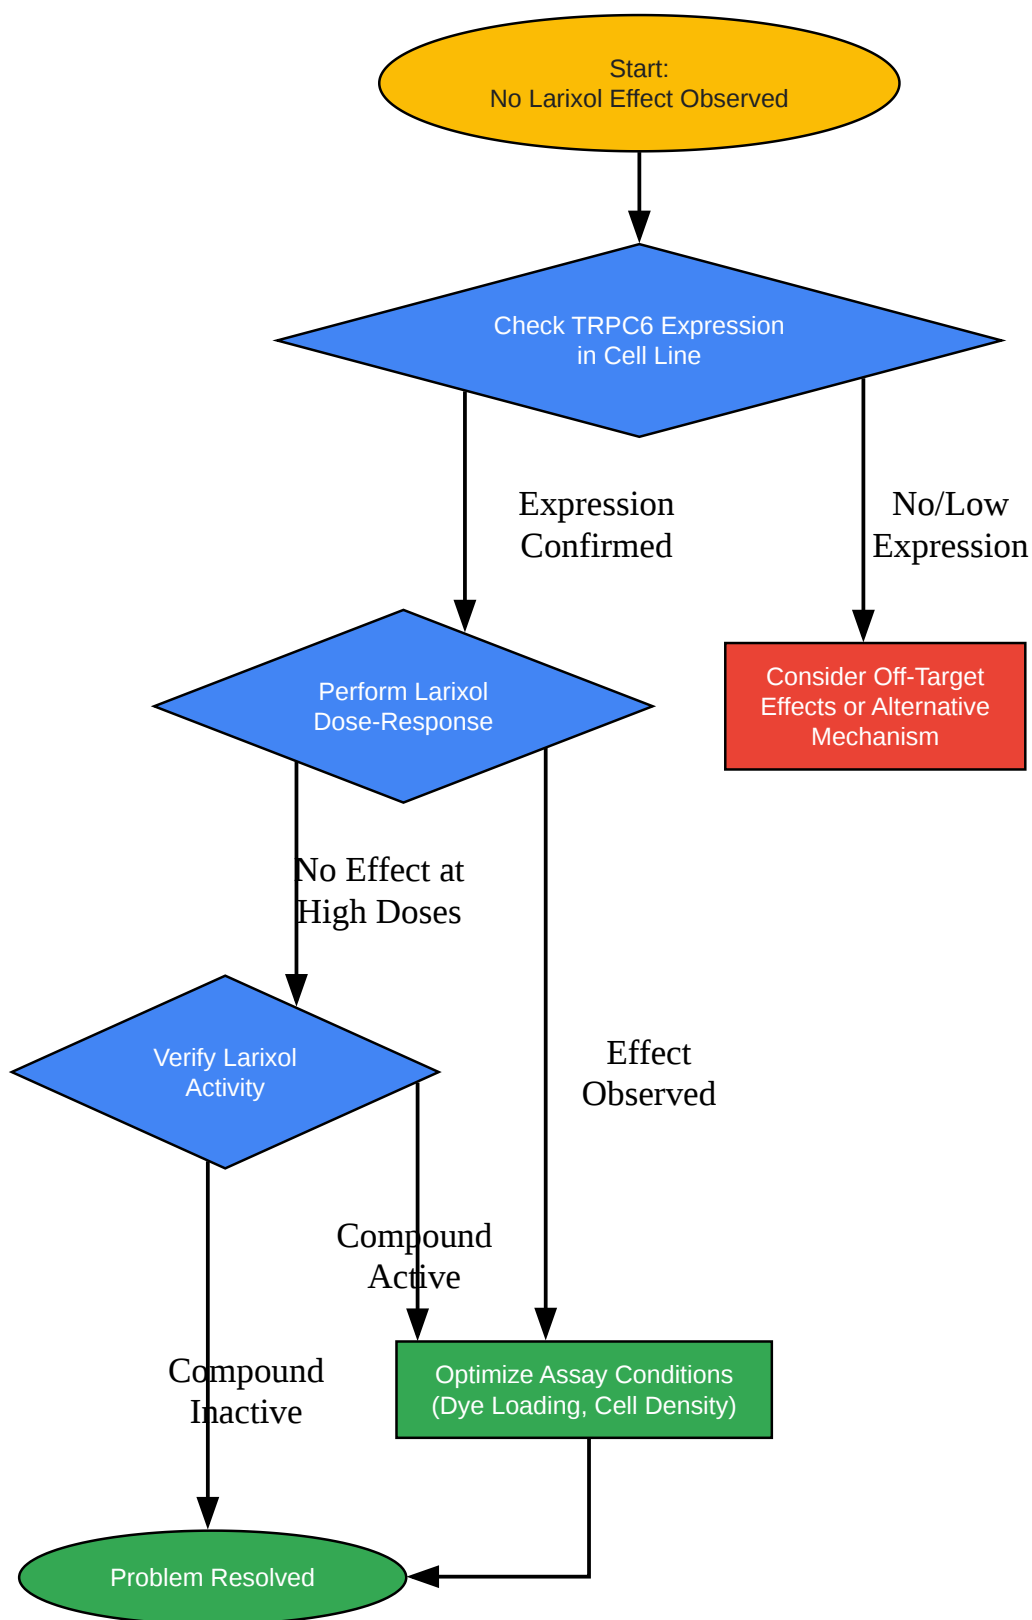 Start:
No Larixol Effect Observed
Check TRPC6 Expression
in Cell Line
Expression
Confirmed
No/Low
Expression
Perform Larixol
Dose-Response
Consider Off-Target
Effects or Alternative
Mechanism
No Effect at
High Doses
Verify Larixol
Activity
Effect
Observed
Compound
Active
Compound
Inactive
Optimize Assay Conditions
(Dye Loading, Cell Density)
Problem Resolved